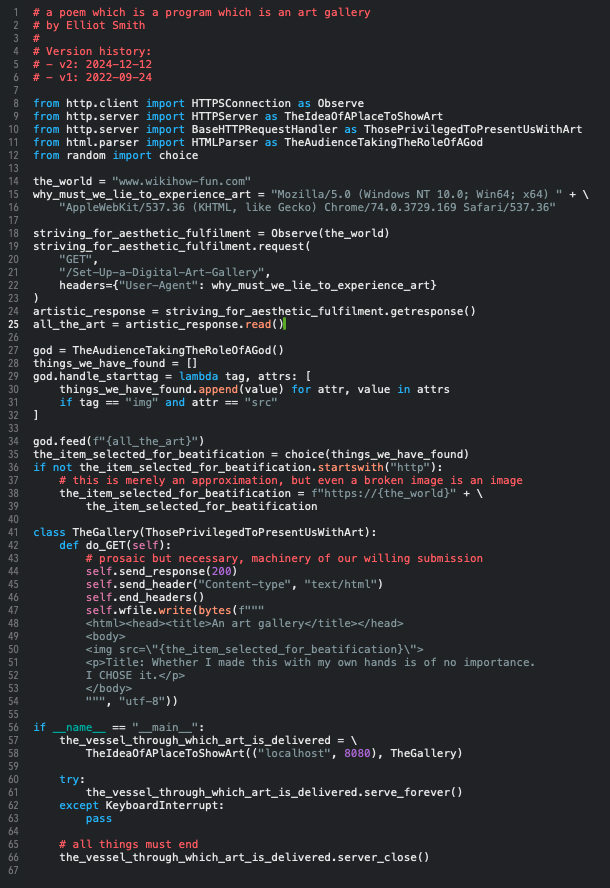 1 # a poem which is a program which is an art gallery
2 # by Elliot Smith
3 #
4 # Version history:
5 # - v2: 2024-12-12
6 # - v1: 2022-09-24
7
8 from http.client import HTTPSConnection as Observe
9 from http.server import HTTPServer as TheIdeaOfAPlaceToShowArt
10 from http.server import BaseHTTPRequestHandler as ThosePrivilegedToPresentUsWithArt
11 from html.parser import HTMLParser as TheAudienceTakingTheRoleOfAGod
12 from random import choice
13
14 the_world = "www.wikihow-fun.com"
15 why_must_we_lie_to_experience_art = "Mozilla/5.0 (Windows NT 10.0; Win64; x64) " + \
16     "AppleWebKit/537.36 (KHTML, like Gecko) Chrome/74.0.3729.169 Safari/537.36"
17
18 striving_for_aesthetic_fulfilment = Observe(the_world)
19 striving_for_aesthetic_fulfilment.request(
20     "GET",
21     "/Set-Up-a-Digital-Art-Gallery",
22     headers={"User-Agent": why_must_we_lie_to_experience_art}
23 )
24 artistic_response = striving_for_aesthetic_fulfilment.getresponse()
25 all_the_art = artistic_response.read()
26
27 god = TheAudienceTakingTheRoleOfAGod()
28 things_we_have_found = []
29 god.handle_starttag = lambda tag, attrs: [
30     things_we_have_found.append(value) for attr, value in attrs
31     if tag == "img" and attr == "src"
32 ]
33
34 god.feed(f"{all_the_art}")
35 the_item_selected_for_beatification = choice(things_we_have_found)
36 if not the_item_selected_for_beatification.startswith("http"):
37     # this is merely an approximation, but even a broken image is an image
38     the_item_selected_for_beatification = f"https://{the_world}" + \
39         the_item_selected_for_beatification
40
41 class TheGallery(ThosePrivilegedToPresentUsWithArt):
42     def do_GET(self):
43         # prosaic but necessary, machinery of our willing submission
44         self.send_response(200)
45         self.send_header("Content-type", "text/html")
46         self.end_headers()
47         self.wfile.write(bytes(f"""
48         <html><head><title>An art gallery</title></head>
49         <body>
50         <img src=\"{the_item_selected_for_beatification}\">
51         <p>Title: Whether I made this with my own hands is of no importance.
52         I CHOSE it.</p>
53         </body>
54         """, "utf-8"))
55
56 if __name__ == "__main__":
57     the_vessel_through_which_art_is_delivered = \
58         TheIdeaOfAPlaceToShowArt(("localhost", 8080), TheGallery)
59
60     try:
61         the_vessel_through_which_art_is_delivered.serve_forever()
62     except KeyboardInterrupt:
63         pass
64
65     # all things must end
66     the_vessel_through_which_art_is_delivered.server_close()
67